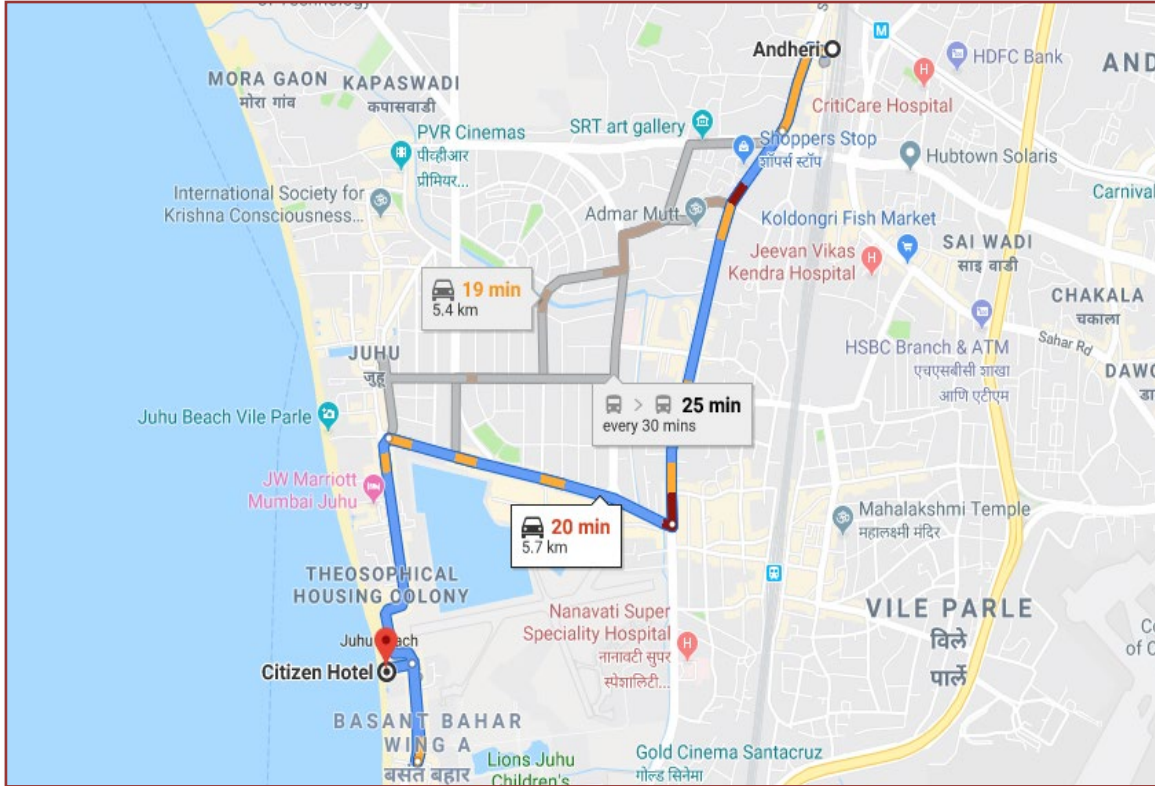 of Technology
Andheri
M
HDFC Bank
AND
MORA GAON
मोरा गांव
KAPASWADI
कपासवाडी
H
CritiCare Hospital
PVR Cinemas
पीव्हीआर
प्रीमियर...
SRT art gallery
Shoppers Stop
शॉपर्स स्टॉप
Hubtown Solaris
International Society for
Krishna Consciousness...
Carnival
Admar Mutt
Koldongri Fish Market
Jeevan Vikas
Kendra Hospital
H
SAI WADI
साइ वाडी
19 min
5.4 km
CHAKALA
चकाला
Sahar Rd
HSBC Branch & ATM
एचएसबीसी शाखा
आणि एटीएम
JUHU
जुहू
DAWO
डा
> 25 min
every 30 mins
Juhu Beach Vile Parle
JW Marriott
Mumbai Juhu
20 min
5.7 km
Mahalakshmi Temple
महालक्ष्मी मंदिर
THEOSOPHICAL
HOUSING COLONY
Nanavati Super
Speciality Hospital
नानावटी सुपर
स्पेशालिटी...
H
VILE PARLE
विले
पार्ले
Co
of C
Citizen Hotel
BASANT BAHAR
WING A
बसंत बहार
Lions Juhu
Children's
Gold Cinema Santacruz
गोल्ड सिनेमा